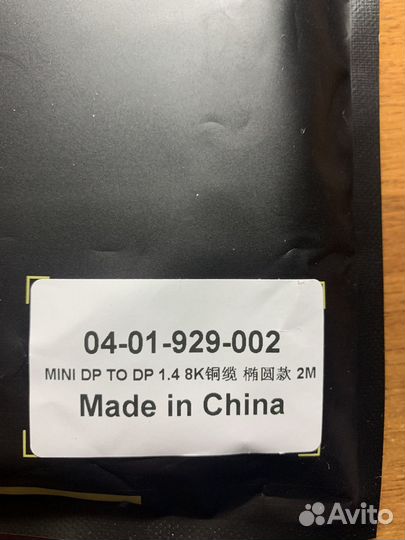 04-01-929-002
MINI DP TO DP 1.4 8K铜缆 椭圆款 2M
Made in China
Avito